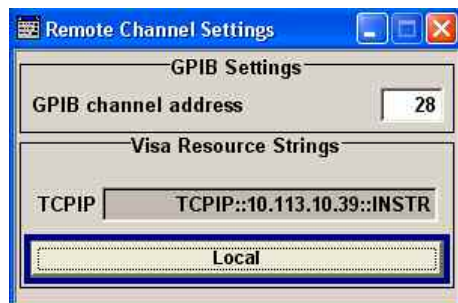 Remote Channel Settings
GPIB Settings
GPIB channel address 28
Visa Resource Strings
TCPIP TCPIP::10.113.10.39::INSTR
Local